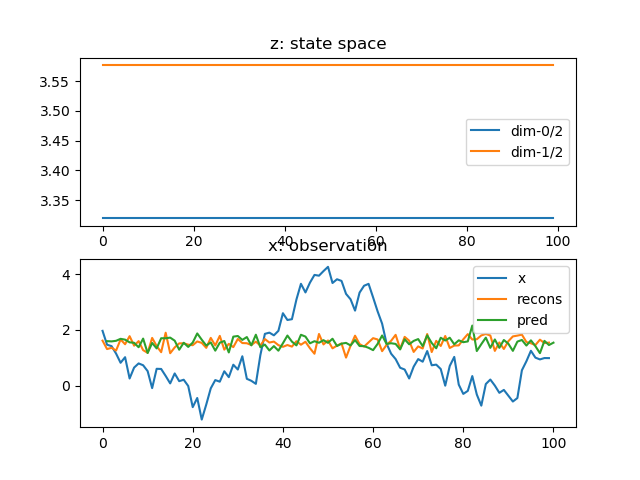 z: state space
3.55
3.50
3.45
3.40
3.35
dim-0/2
dim-1/2
0 20 40 60 80 100
x: observation
4
2
0
x
recons
pred
0 20 40 60 80 100